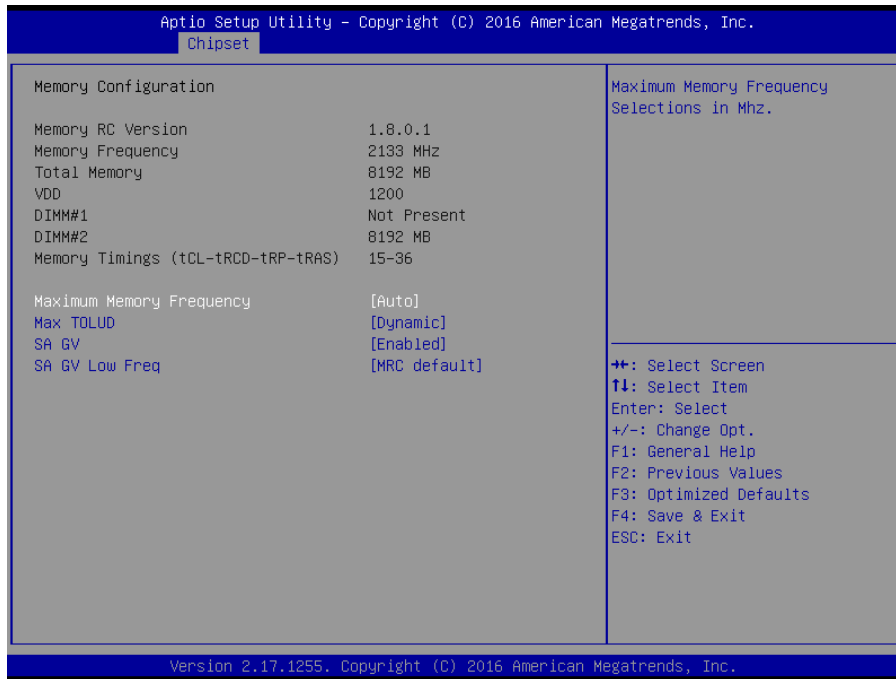 Aptio Setup Utility – Copyright (C) 2016 American Megatrends, Inc.
Chipset
Memory Configuration
Memory RC Version 1.8.0.1
Memory Frequency 2133 MHz
Total Memory 8192 MB
VDD 1200
DIMM#1 Not Present
DIMM#2 8192 MB
Memory Timings (tCL-tRCD-tRP-tRAS) 15-36
Maximum Memory Frequency [Auto]
Max TOLUD [Dynamic]
SA GV [Enabled]
SA GV Low Freq [MRC default]
Maximum Memory Frequency
Selections in Mhz.
→←: Select Screen
↑↓: Select Item
Enter: Select
+/-: Change Opt.
F1: General Help
F2: Previous Values
F3: Optimized Defaults
F4: Save & Exit
ESC: Exit
Version 2.17.1255. Copyright (C) 2016 American Megatrends, Inc.